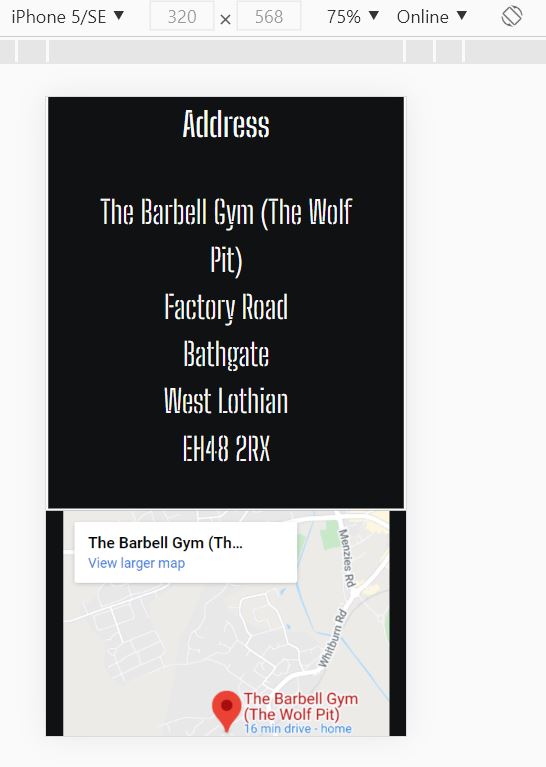 iPhone 5/SE ▼ 320 × 568 75% ▼ Online ▼
Address
The Barbell Gym (The Wolf
Pit)
Factory Road
Bathgate
West Lothian
EH48 2RX
The Barbell Gym (Th...
View larger map
Menzies Rd
Whitburn Rd
The Barbell Gym
(The Wolf Pit)
16 min drive - home